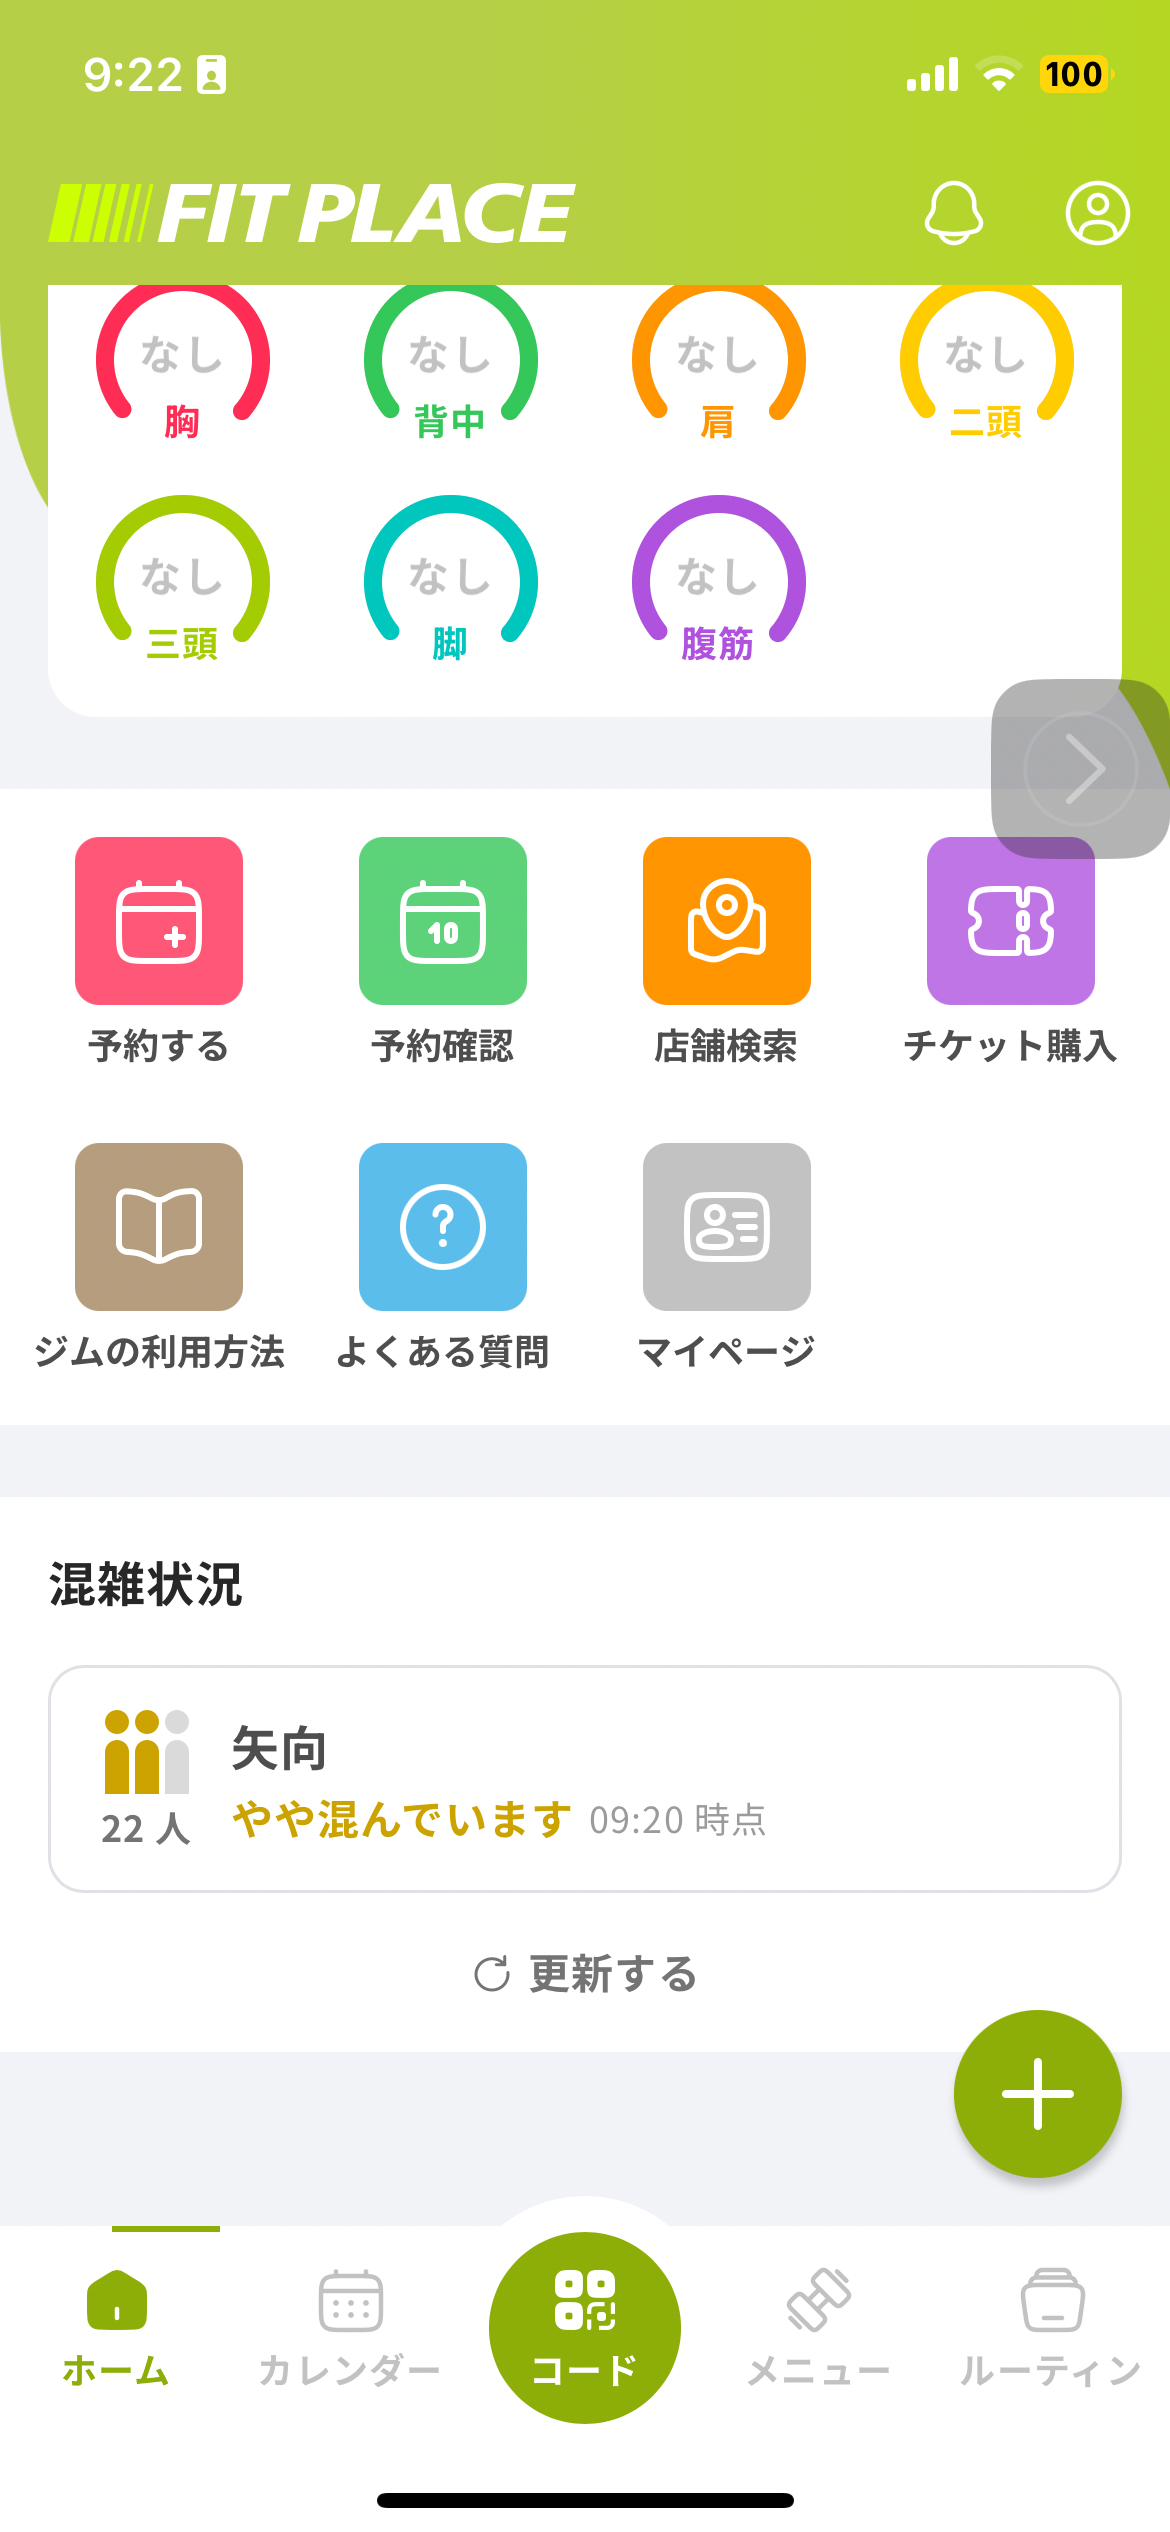 9:22
100
FIT PLACE
なし なし なし なし
胸 背中 肩 二頭
なし なし なし
三頭 脚 腹筋
10
予約する 予約確認 店舗検索 チケット購入
?
ジムの利用方法 よくある質問 マイページ
混雑状況
矢向
22 人 やや混んでいます 09:20 時点
更新する
ホーム カレンダー コード メニュー ルーティン